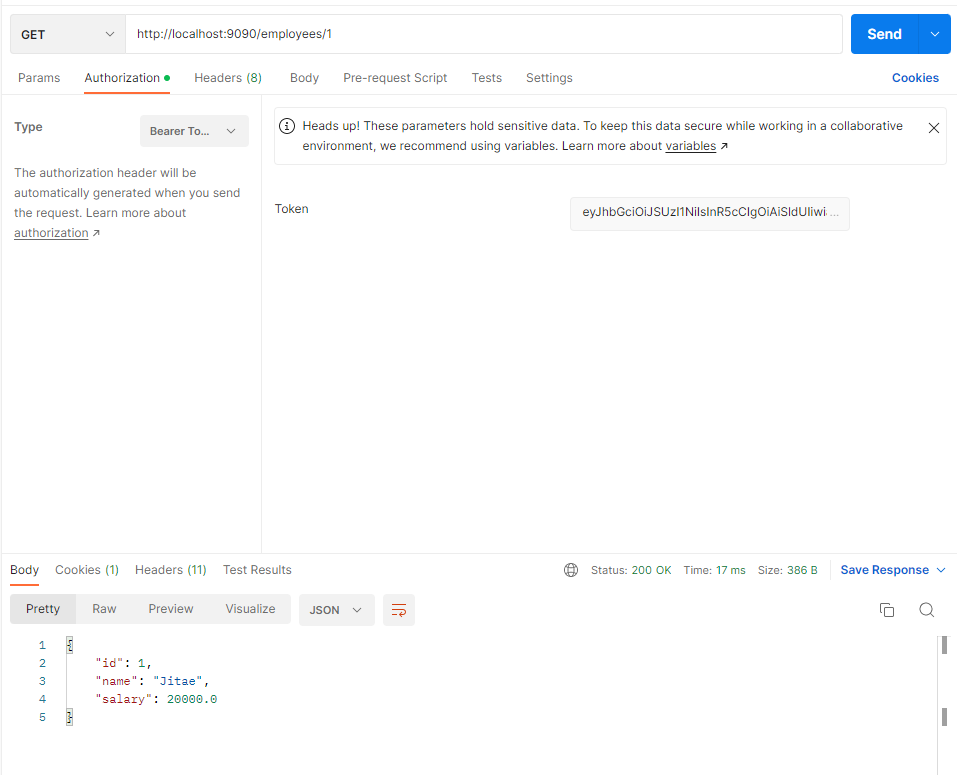 GET http://localhost:9090/employees/1 Send
Params Authorization Headers (8) Body Pre-request Script Tests Settings Cookies
Type Bearer To...
The authorization header will be
automatically generated when you send
the request. Learn more about
authorization ↗
Heads up! These parameters hold sensitive data. To keep this data secure while working in a collaborative
environment, we recommend using variables. Learn more about variables ↗
Token eyJhbGciOiJSUzI1NiIsInR5cCIgOiAiSldUIiwi...
Body Cookies (1) Headers (11) Test Results Status: 200 OK Time: 17 ms Size: 386 B Save Response
Pretty Raw Preview Visualize JSON
1 {
2 "id": 1,
3 "name": "Jitae",
4 "salary": 20000.0
5 }